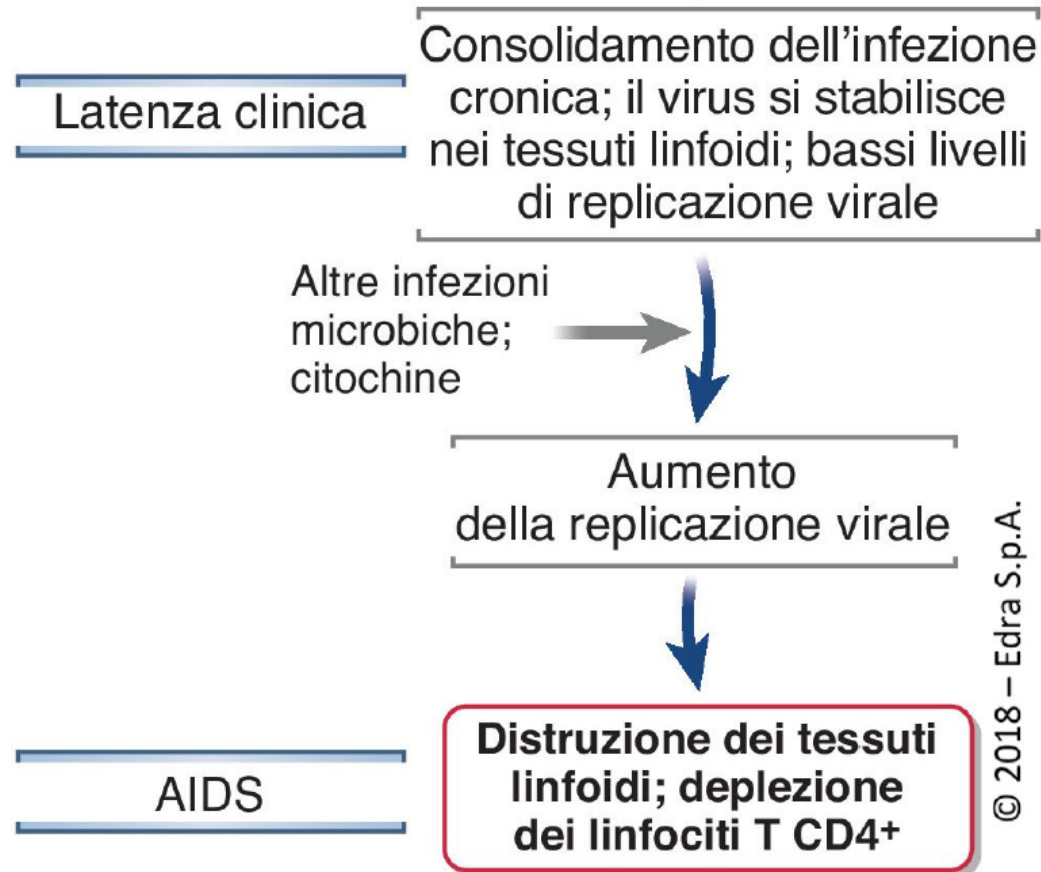 Latenza clinica
Consolidamento dell'infezione
cronica; il virus si stabilisce
nei tessuti linfoidi; bassi livelli
di replicazione virale
Altre infezioni
microbiche;
citochine
Aumento
della replicazione virale
AIDS
Distruzione dei tessuti
linfoidi; deplezione
dei linfociti T CD4⁺
© 2018 – Edra S.p.A.